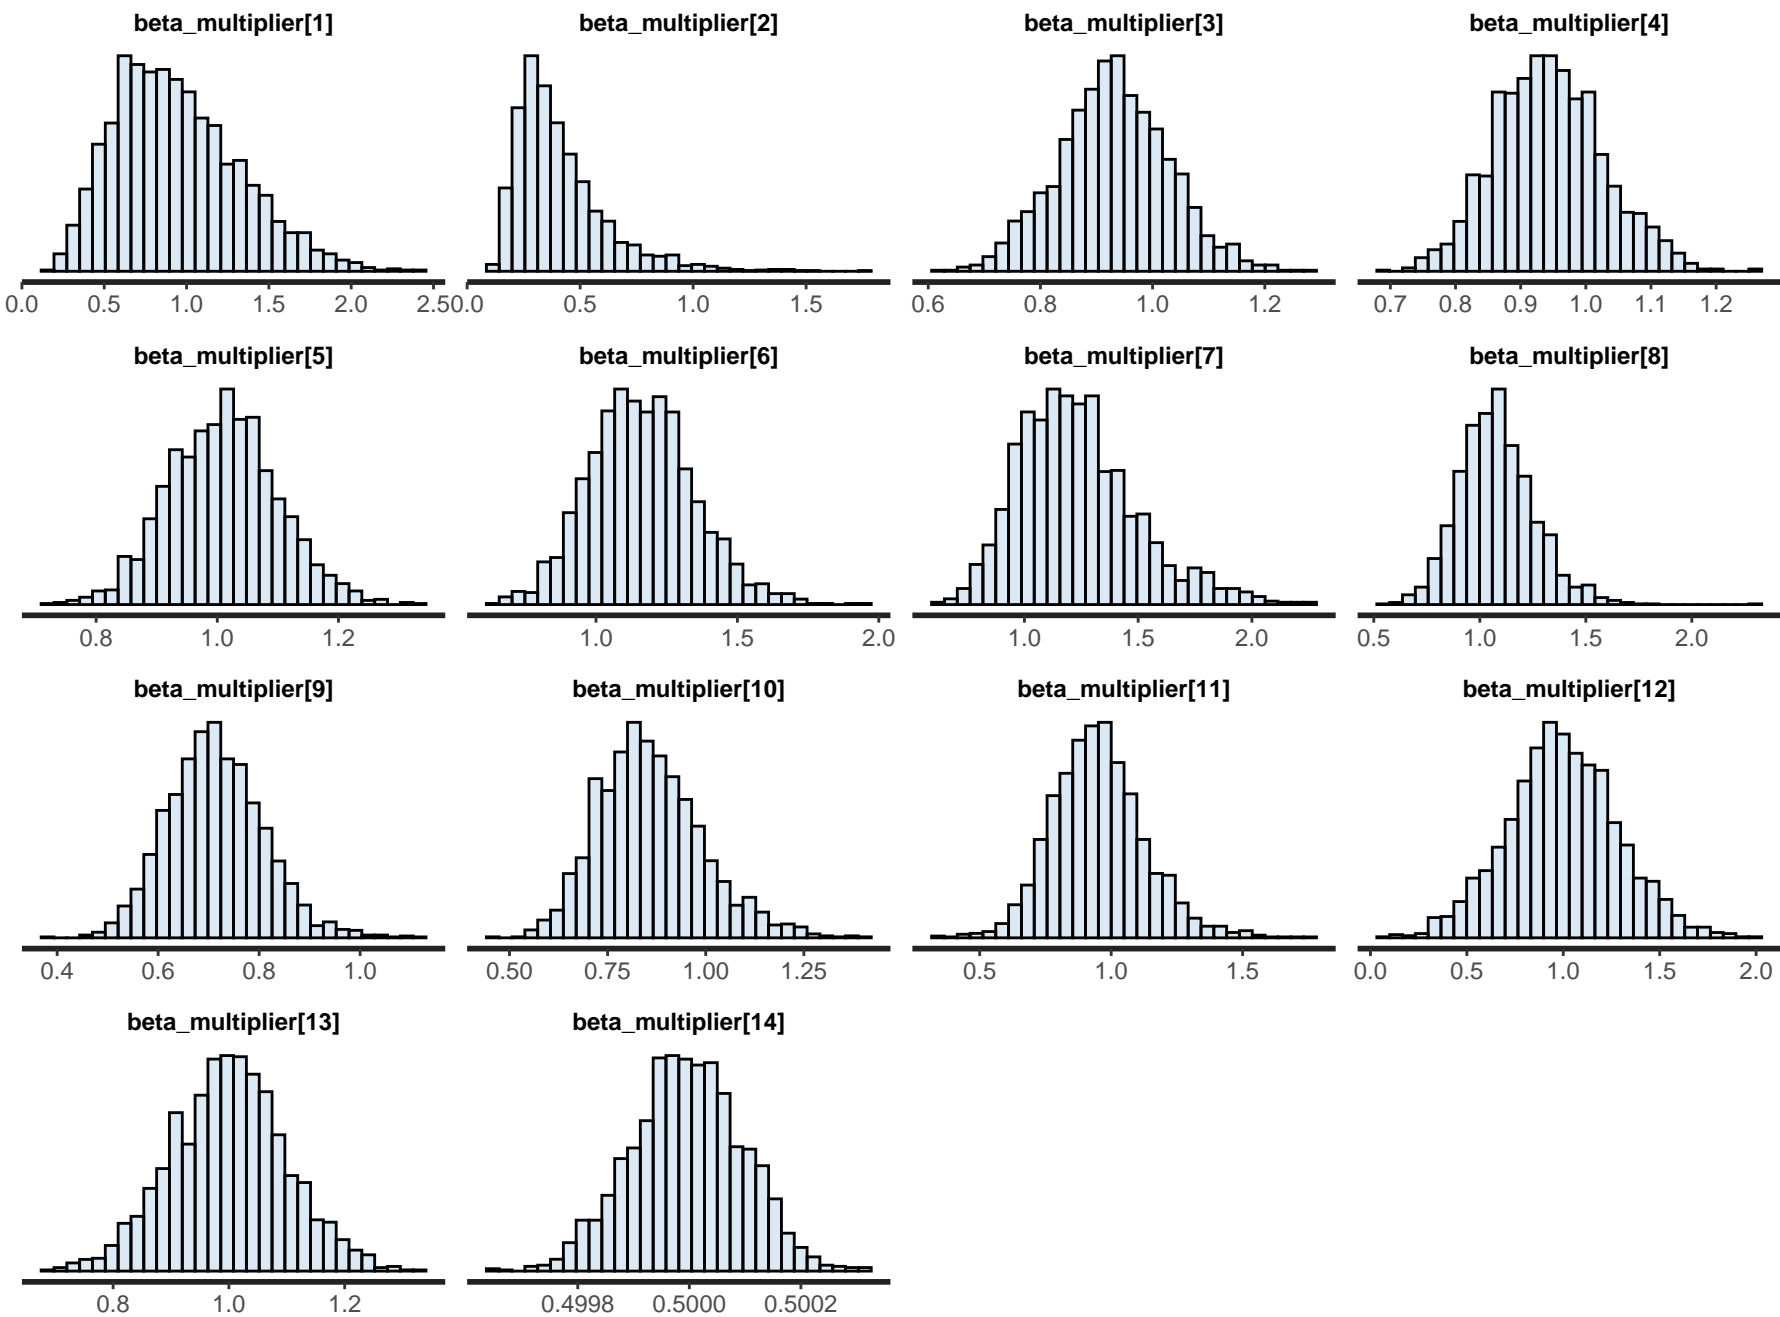 beta_multiplier[1] beta_multiplier[2] beta_multiplier[3] beta_multiplier[4]
0.0 0.5 1.0 1.5 2.0 2.5 0.0 0.5 1.0 1.5 0.6 0.8 1.0 1.2 0.7 0.8 0.9 1.0 1.1 1.2
beta_multiplier[5] beta_multiplier[6] beta_multiplier[7] beta_multiplier[8]
0.8 1.0 1.2 1.0 1.5 2.0 1.0 1.5 2.0 0.5 1.0 1.5 2.0
beta_multiplier[9] beta_multiplier[10] beta_multiplier[11] beta_multiplier[12]
0.4 0.6 0.8 1.0 0.50 0.75 1.00 1.25 0.5 1.0 1.5 0.0 0.5 1.0 1.5 2.0
beta_multiplier[13] beta_multiplier[14]
0.8 1.0 1.2 0.4998 0.5000 0.5002